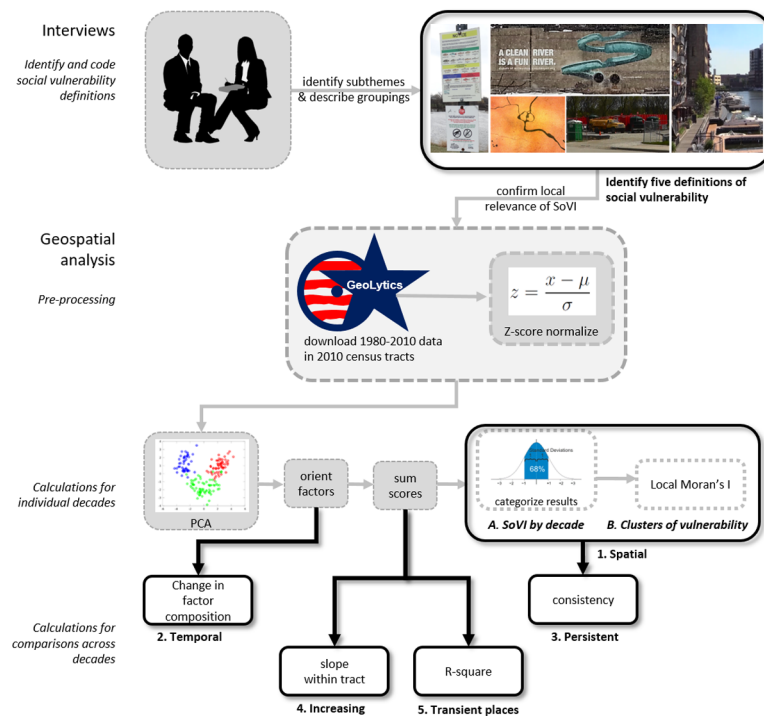 Interviews
Identify and code
social vulnerability
definitions
identify subthemes
& describe groupings
A CLEAN RIVER
IS A FUN RIVER.
confirm local
relevance of SoVI
Identify five definitions of
social vulnerability
Geospatial
analysis
Pre-processing
GeoLytics
z = (x − μ) / σ
Z-score normalize
download 1980-2010 data
in 2010 census tracts
Calculations for
individual decades
PCA
orient
factors
sum
scores
68%
categorize results
Local Moran's I
A. SoVI by decade
B. Clusters of vulnerability
1. Spatial
Change in
factor
composition
2. Temporal
consistency
3. Persistent
Calculations for
comparisons across
decades
slope
within tract
4. Increasing
R-square
5. Transient places